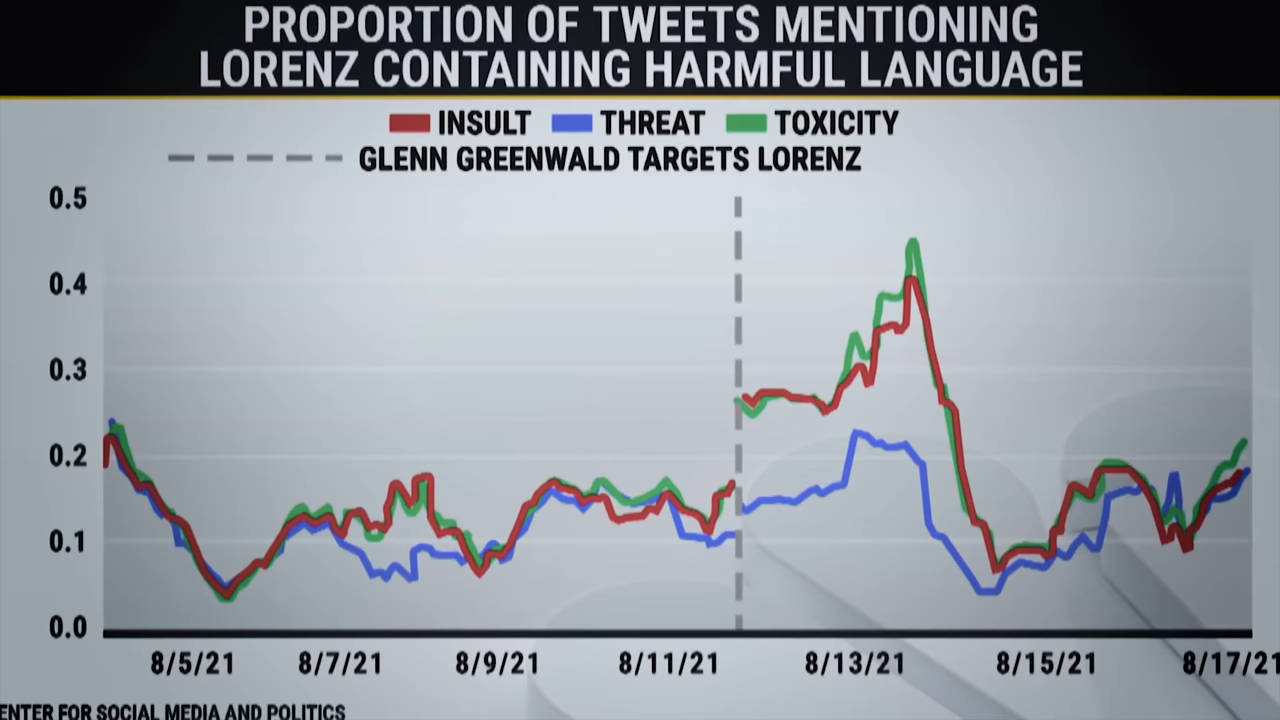 PROPORTION OF TWEETS MENTIONING
LORENZ CONTAINING HARMFUL LANGUAGE
INSULT THREAT TOXICITY
GLENN GREENWALD TARGETS LORENZ
0.5
0.4
0.3
0.2
0.1
0.0
8/5/21 8/7/21 8/9/21 8/11/21 8/13/21 8/15/21 8/17/21
ENTER FOR SOCIAL MEDIA AND POLITICS